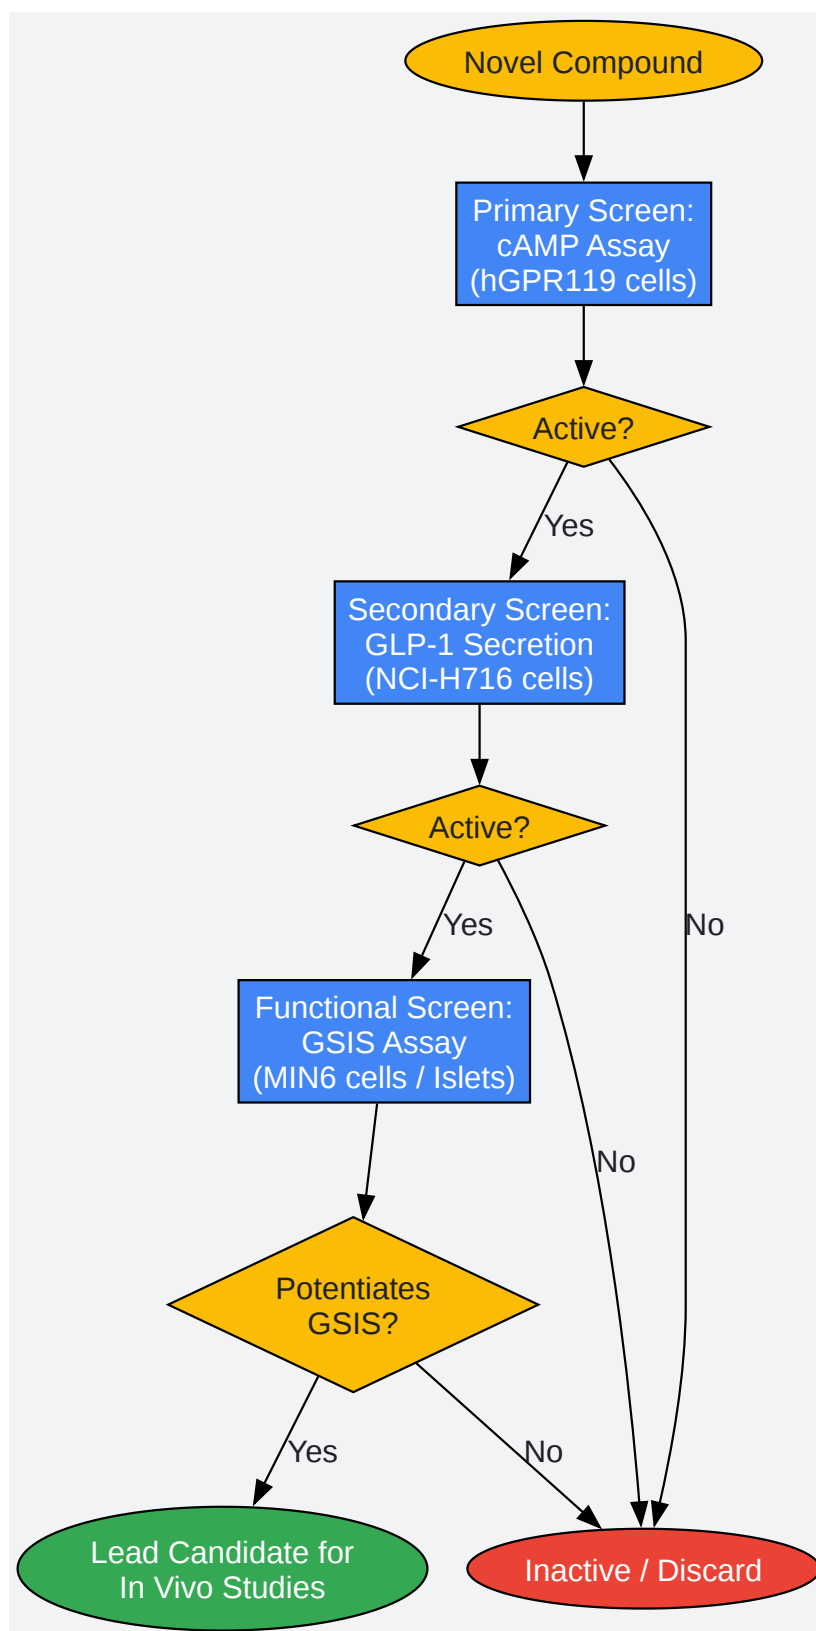 Novel Compound
Primary Screen:
cAMP Assay
(hGPR119 cells)
Active?
Yes
Secondary Screen:
GLP-1 Secretion
(NCI-H716 cells)
Active?
Yes
No
Functional Screen:
GSIS Assay
(MIN6 cells / Islets)
No
Potentiates
GSIS?
Yes
No
Lead Candidate for
In Vivo Studies
Inactive / Discard